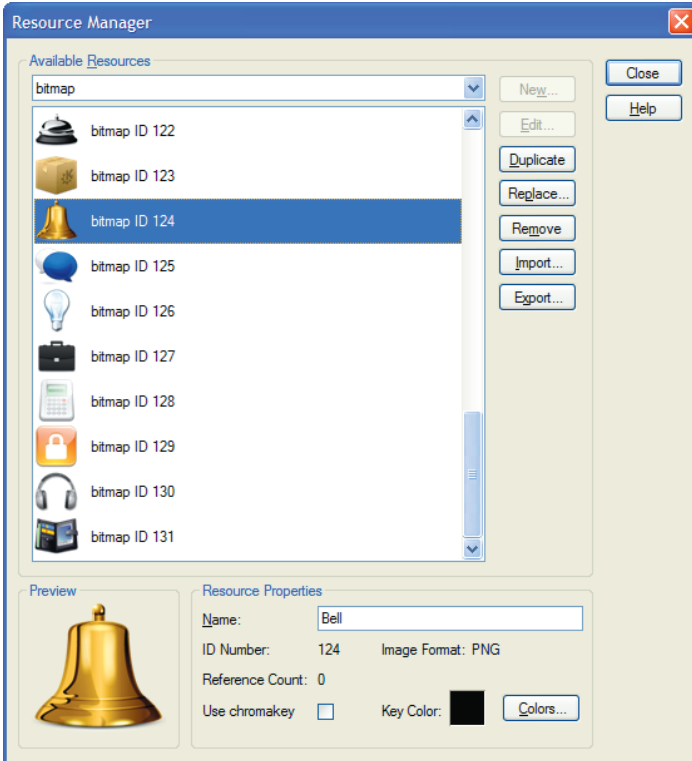 Resource Manager
Available Resources
bitmap
New...
Edit...
Duplicate
Replace...
Remove
Import...
Export...
Close
Help
bitmap ID 122
bitmap ID 123
bitmap ID 124
bitmap ID 125
bitmap ID 126
bitmap ID 127
bitmap ID 128
bitmap ID 129
bitmap ID 130
bitmap ID 131
Preview
Resource Properties
Name: Bell
ID Number: 124 Image Format: PNG
Reference Count: 0
Use chromakey Key Color: Colors...